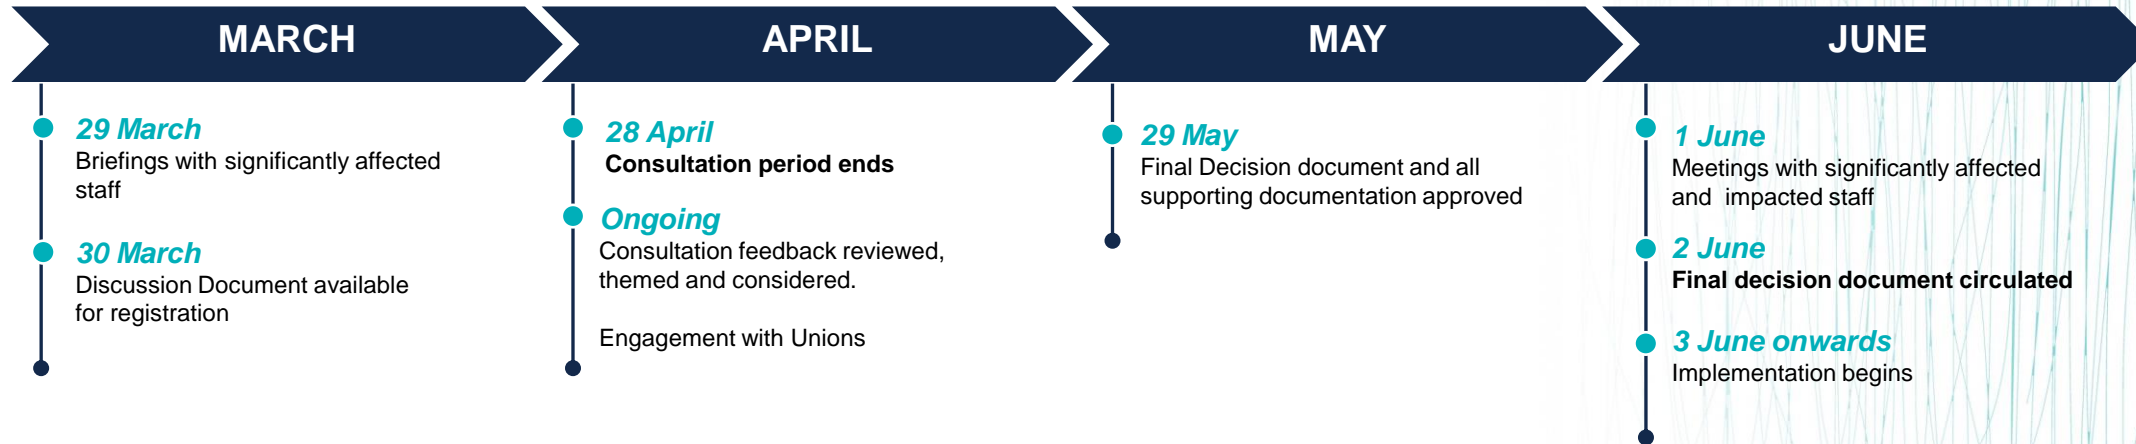 MARCH
29 March
Briefings with significantly affected
staff
30 March
Discussion Document available
for registration
APRIL
28 April
Consultation period ends
Ongoing
Consultation feedback reviewed,
themed and considered.
Engagement with Unions
MAY
29 May
Final Decision document and all
supporting documentation approved
JUNE
1 June
Meetings with significantly affected
and impacted staff
2 June
Final decision document circulated
3 June onwards
Implementation begins